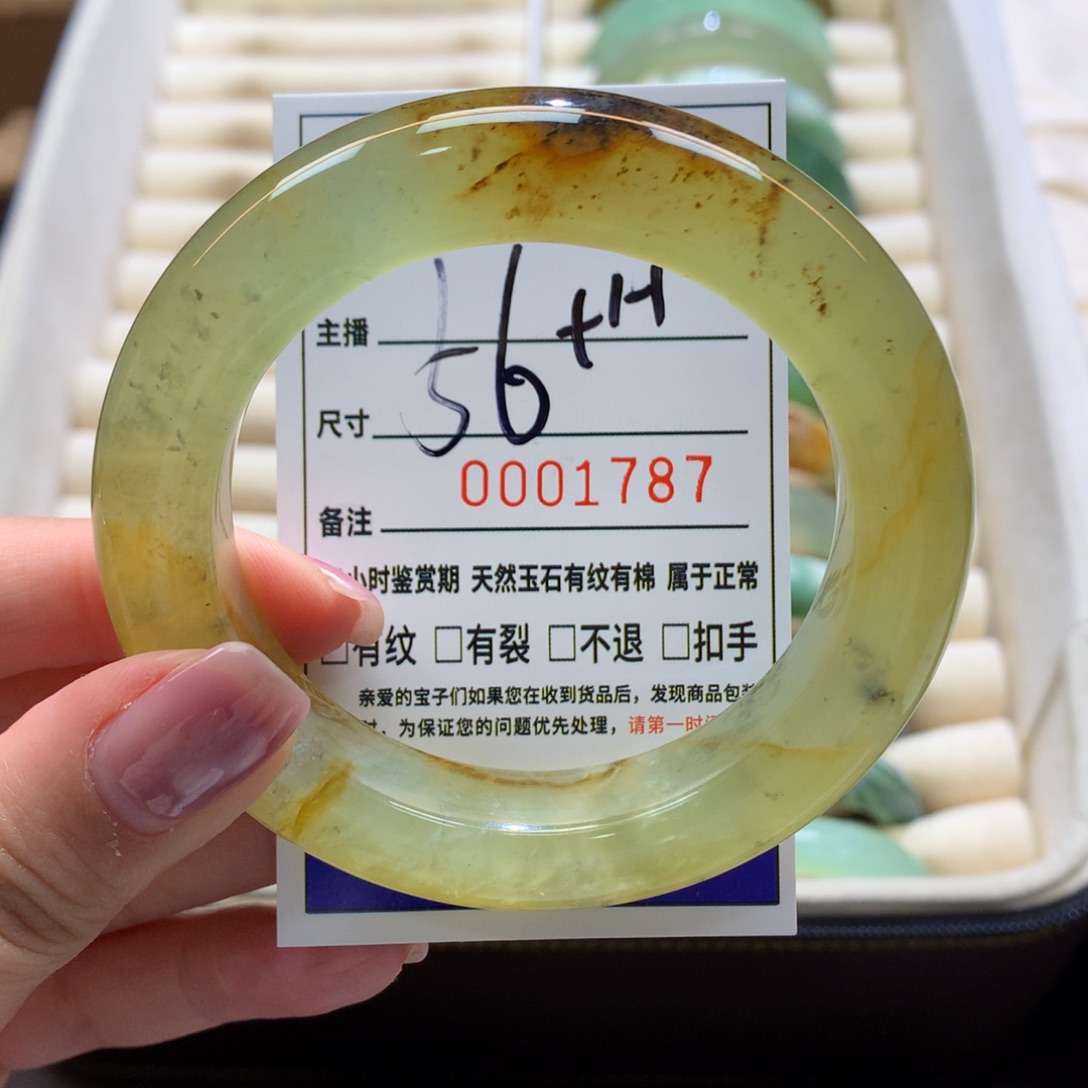 主播
56+H
尺寸
0001787
备注
小时鉴赏期 天然玉石有纹有棉 属于正常
□有纹 □有裂 □不退 □扣手
亲爱的宝子们如果您在收到货品后，发现商品包装
时，为保证您的问题优先处理，请第一时